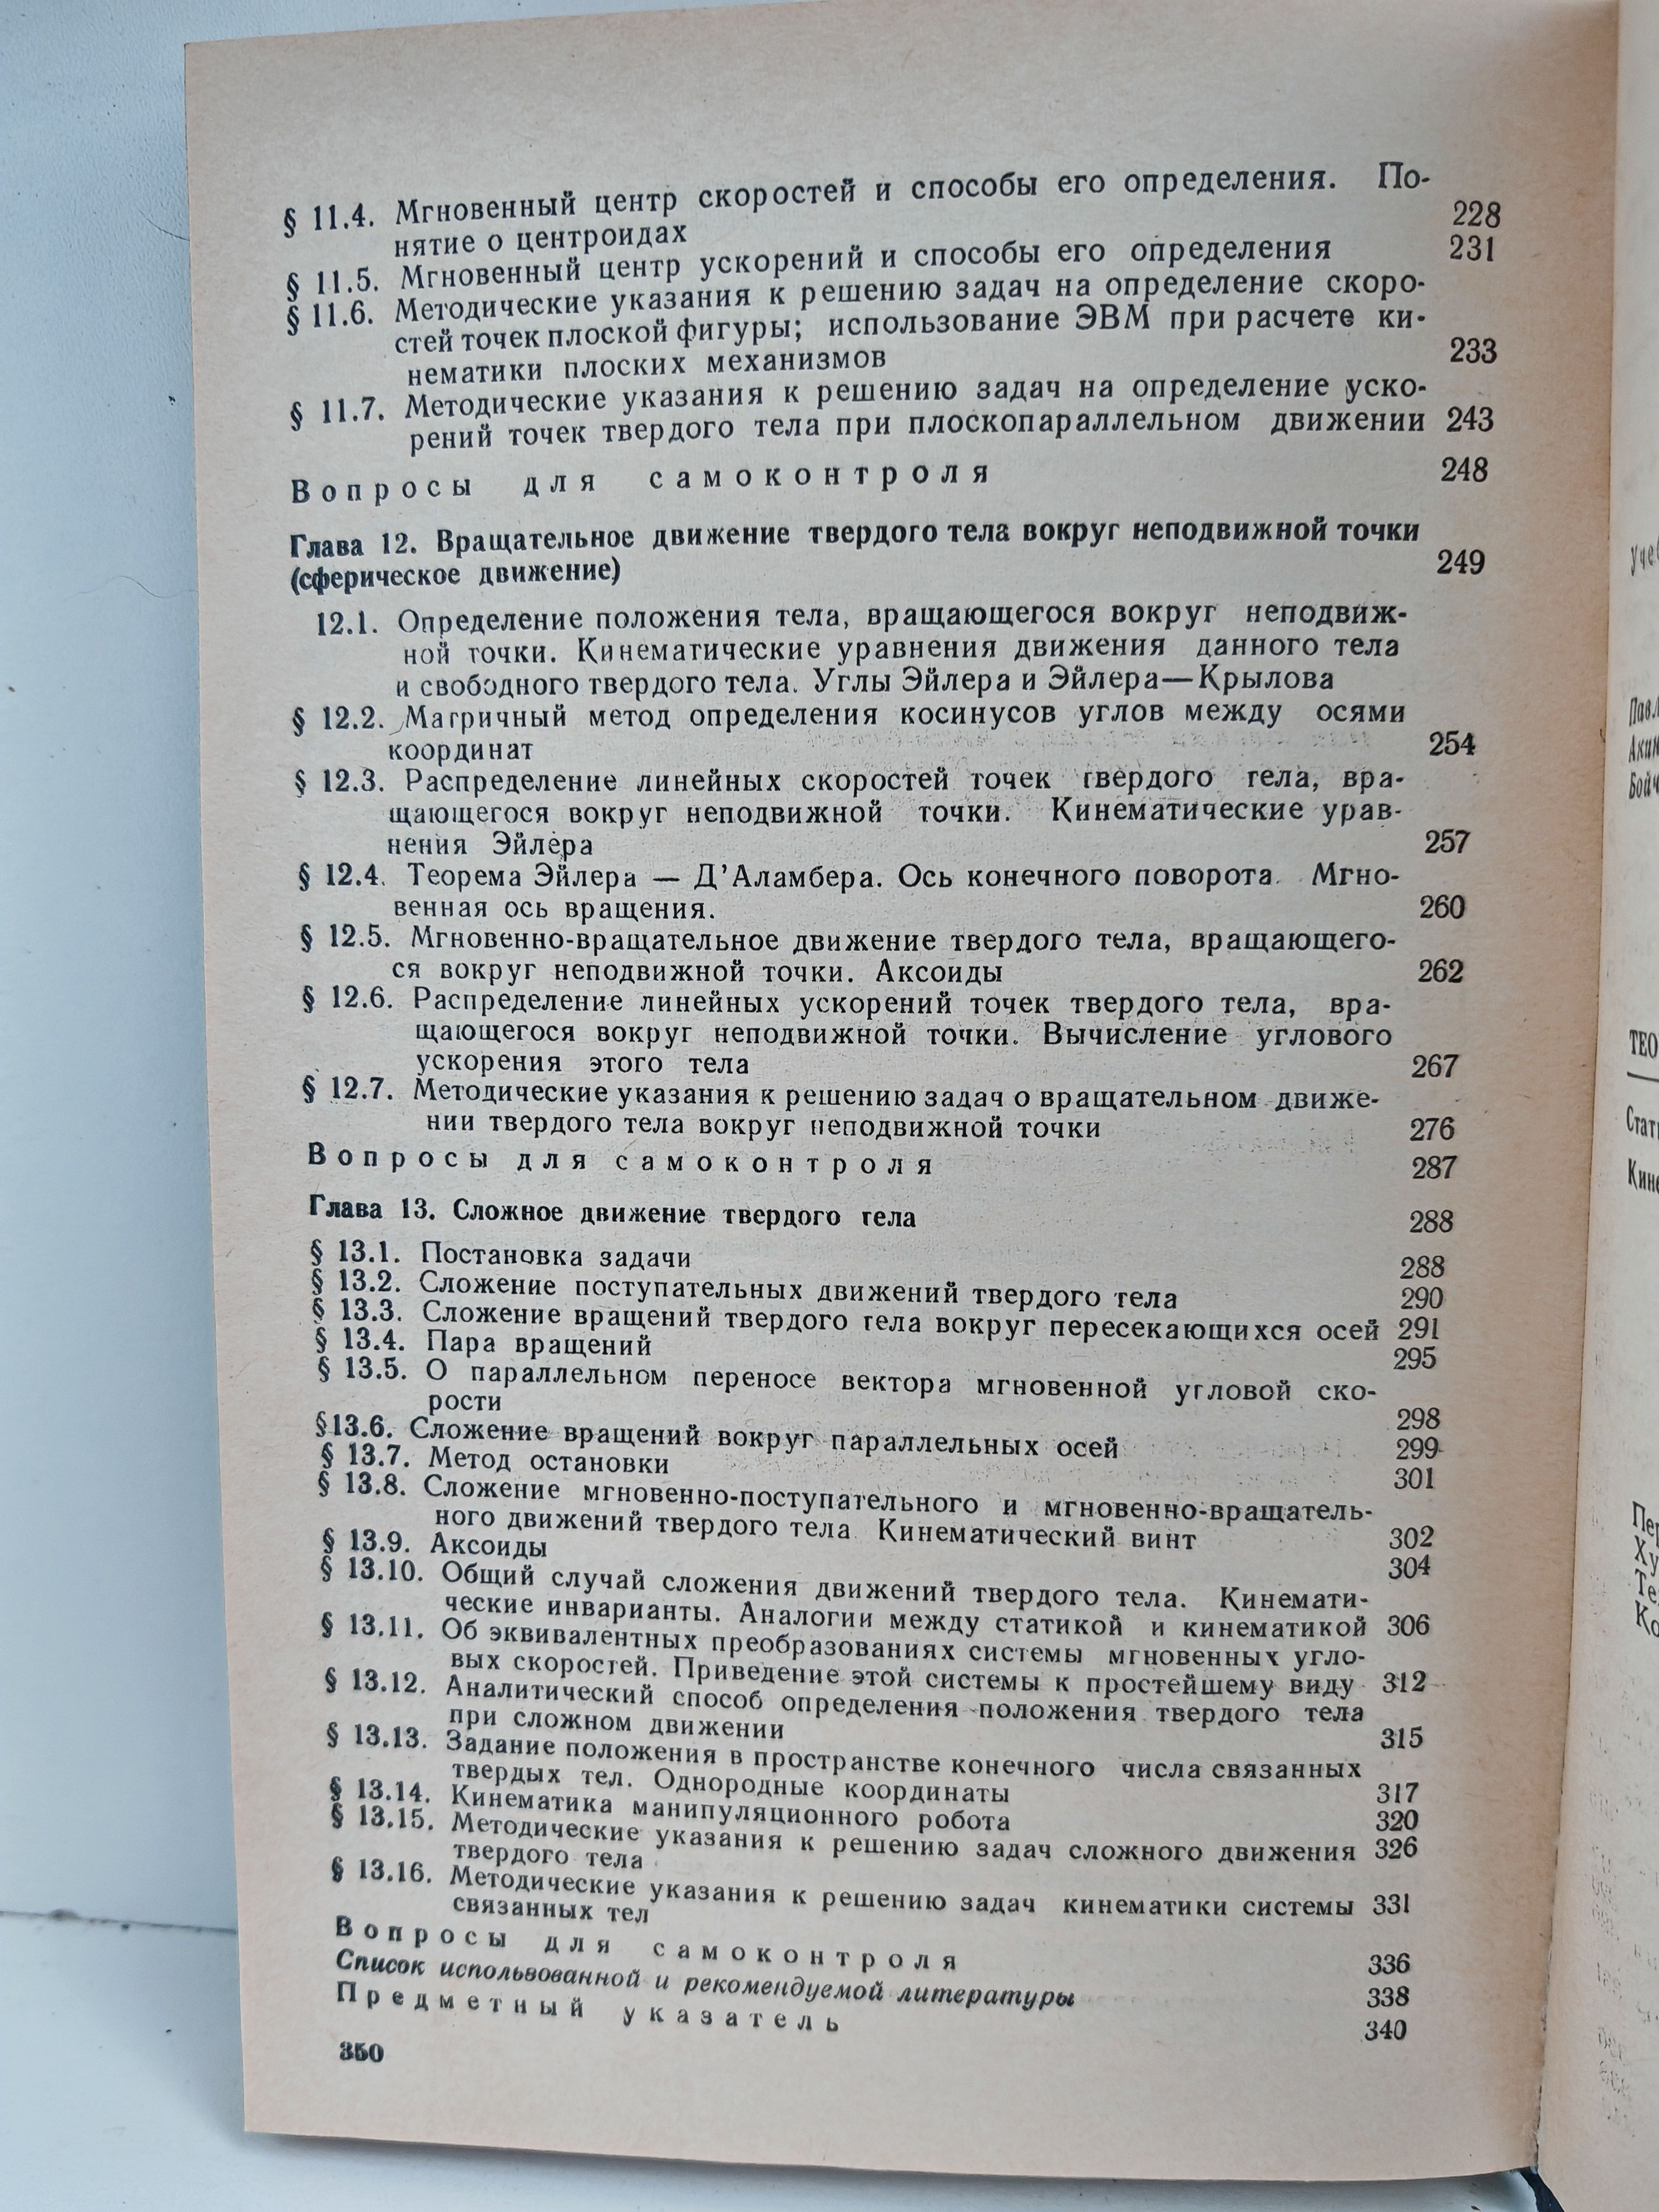 § 11.4. Мгновенный центр скоростей и способы его определения. По-
нятие о центроидах 228
§ 11.5. Мгновенный центр ускорений и способы его определения 231
§ 11.6. Методические указания к решению задач на определение скоро-
стей точек плоской фигуры; использование ЭВМ при расчете ки-
нематики плоских механизмов 233
§ 11.7. Методические указания к решению задач на определение уско-
рений точек твердого тела при плоскопараллельном движении 243
Вопросы для самоконтроля 248
Глава 12. Вращательное движение твердого тела вокруг неподвижной точки
(сферическое движение) 249
12.1. Определение положения тела, вращающегося вокруг неподвиж-
ной точки. Кинематические уравнения движения данного тела
и свободного твердого тела. Углы Эйлера и Эйлера—Крылова
§ 12.2. Матричный метод определения косинусов углов между осями
координат 254
§ 12.3. Распределение линейных скоростей точек твердого тела, вра-
щающегося вокруг неподвижной точки. Кинематические урав-
нения Эйлера 257
§ 12.4. Теорема Эйлера — Д'Аламбера. Ось конечного поворота. Мгно-
венная ось вращения. 260
§ 12.5. Мгновенно-вращательное движение твердого тела, вращающего-
ся вокруг неподвижной точки. Аксоиды 262
§ 12.6. Распределение линейных ускорений точек твердого тела, вра-
щающегося вокруг неподвижной точки. Вычисление углового
ускорения этого тела 267
§ 12.7. Методические указания к решению задач о вращательном движе-
нии твердого тела вокруг неподвижной точки 276
Вопросы для самоконтроля 287
Глава 13. Сложное движение твердого тела 288
§ 13.1. Постановка задачи 288
§ 13.2. Сложение поступательных движений твердого тела 290
§ 13.3. Сложение вращений твердого тела вокруг пересекающихся осей 291
§ 13.4. Пара вращений 295
§ 13.5. О параллельном переносе вектора мгновенной угловой ско-
рости 298
§13.6. Сложение вращений вокруг параллельных осей 299
§ 13.7. Метод остановки 301
§ 13.8. Сложение мгновенно-поступательного и мгновенно-вращатель-
ного движений твердого тела. Кинематический винт 302
§ 13.9. Аксоиды 304
§ 13.10. Общий случай сложения движений твердого тела. Кинемати-
ческие инварианты. Аналогии между статикой и кинематикой 306
§ 13.11. Об эквивалентных преобразованиях системы мгновенных угло-
вых скоростей. Приведение этой системы к простейшему виду 312
§ 13.12. Аналитический способ определения положения твердого тела
при сложном движении 315
§ 13.13. Задание положения в пространстве конечного числа связанных
твердых тел. Однородные координаты 317
§ 13.14. Кинематика манипуляционного робота 320
§ 13.15. Методические указания к решению задач сложного движения 326
твердого тела
§ 13.16. Методические указания к решению задач кинематики системы 331
связанных тел
Вопросы для самоконтроля 336
Список использованной и рекомендуемой литературы 338
Предметный указатель 340
350